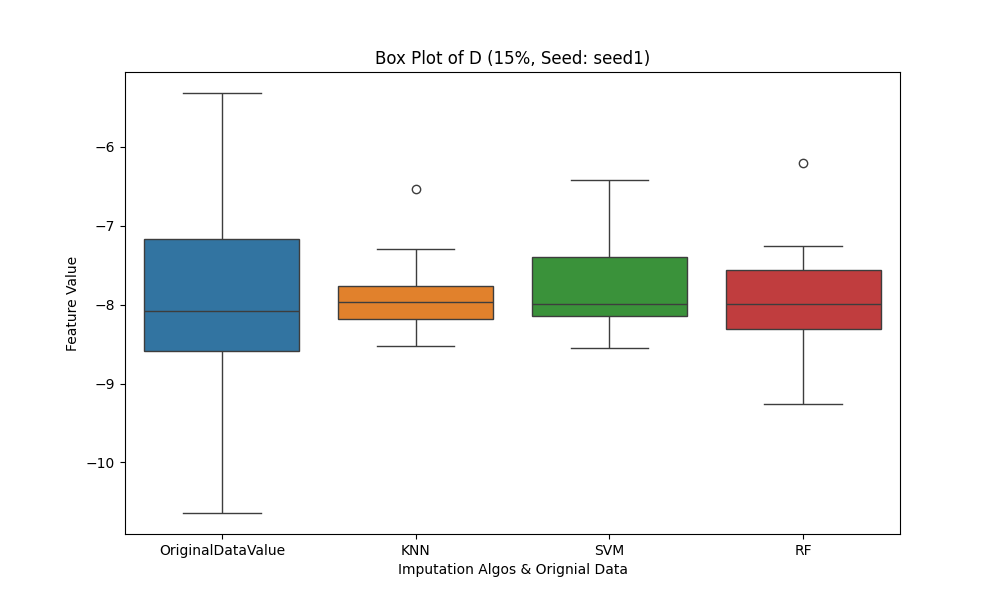 Box Plot of D (15%, Seed: seed1)
Feature Value
−6
−7
−8
−9
−10
OriginalDataValue
KNN
SVM
RF
Imputation Algos & Orignial Data